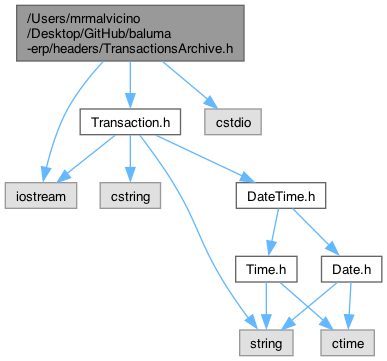 /Users/mrmalvicino
/Desktop/GitHub/baluma
-erp/headers/TransactionsArchive.h
Transaction.h
cstdio
iostream
cstring
DateTime.h
Time.h
Date.h
string
ctime